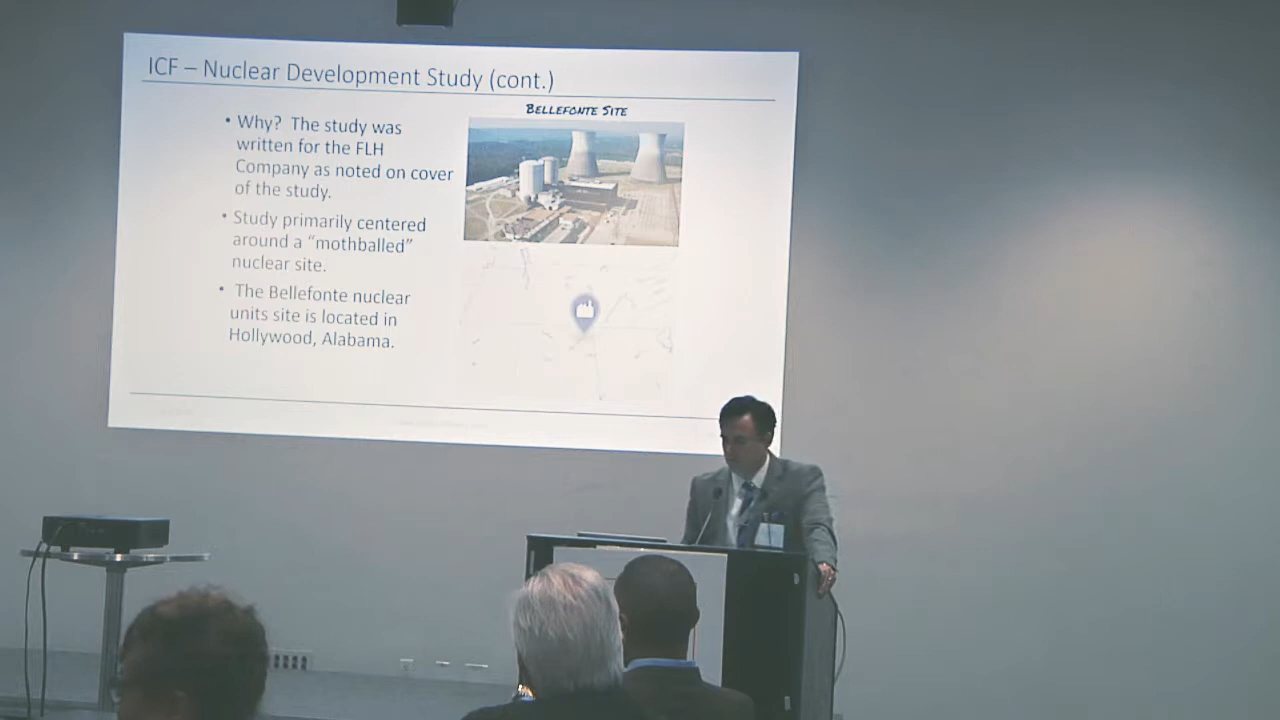 ICF – Nuclear Development Study (cont.)
Bellefonte Site
• Why? The study was
written for the FLH
Company as noted on cover
of the study.
• Study primarily centered
around a “mothballed”
nuclear site.
• The Bellefonte nuclear
units site is located in
Hollywood, Alabama.